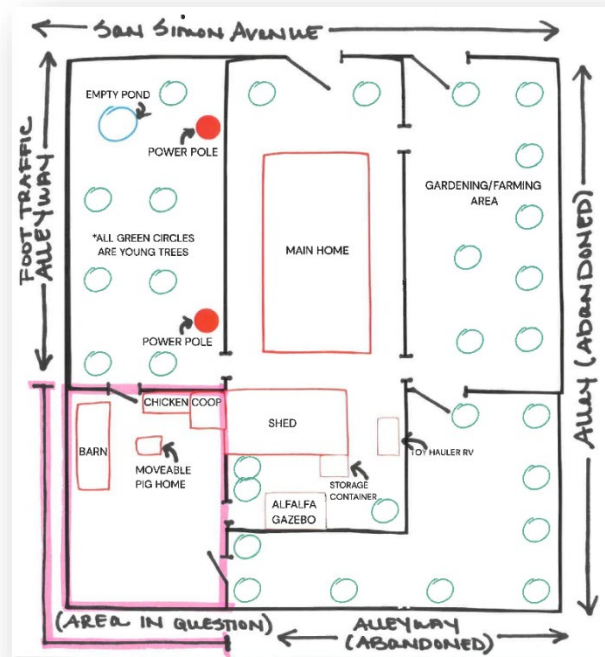 SAN SIMON AVENUE
EMPTY POND
POWER POLE
FOOT TRAFFIC
ALLEYWAY
*ALL GREEN CIRCLES
ARE YOUNG TREES
POWER POLE
MAIN HOME
GARDENING/FARMING
AREA
ALLEY (ABANDONED)
CHICKEN COOP
BARN
MOVEABLE
PIG HOME
SHED
TOY HAULER RV
STORAGE
CONTAINER
ALFALFA
GAZEBO
(AREA IN QUESTION)
ALLEYWAY
(ABANDONED)